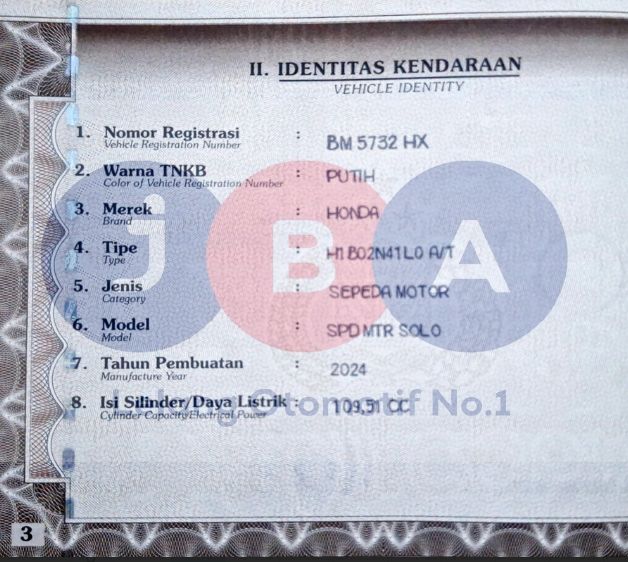 II. IDENTITAS KENDARAAN
VEHICLE IDENTITY
1. Nomor Registrasi : BM 5732 HX
Vehicle Registration Number
2. Warna TNKB : PUTIH
Color of Vehicle Registration Number
3. Merek : HONDA
Brand
4. Tipe : H1B02N41L0 A/T
Type
5. Jenis : SEPEDA MOTOR
Category
6. Model : SPD MTR SOLO
Model
7. Tahun Pembuatan : 2024
Manufacture Year
8. Isi Silinder/Daya Listrik : 109,51 CC
Cylinder Capacity/Electrical Power
JBA
Otomotif No.1
3